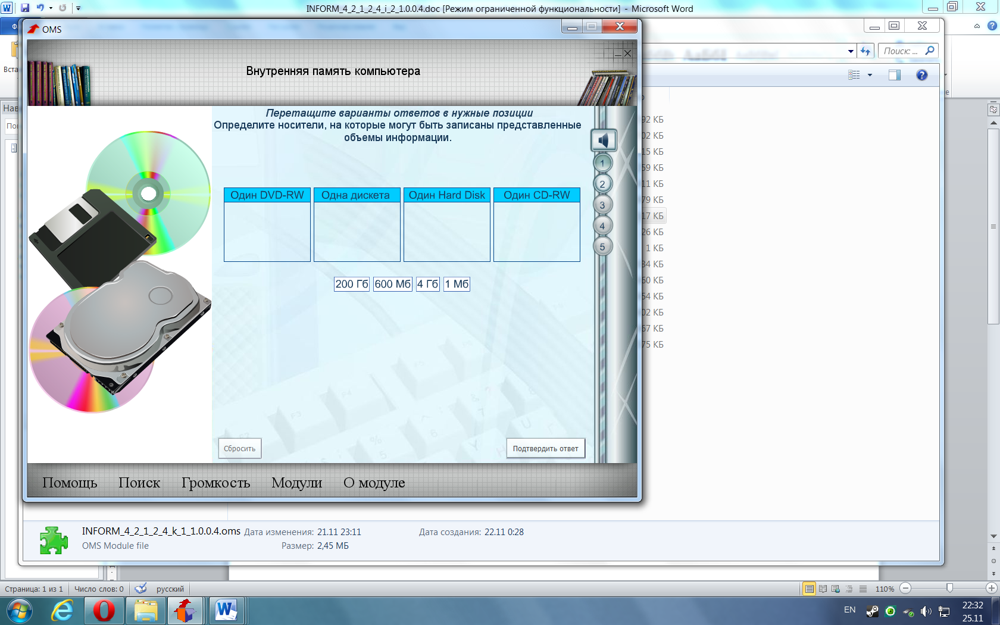 INFORM_4_2_1_2_4_i_2_1.0.0.4.doc [Режим ограниченной функциональности] - Microsoft Word
OMS
Поиск: ...
Внутренняя память компьютера
Перетащите варианты ответов в нужные позиции
Определите носители, на которые могут быть записаны представленные
объемы информации.
Один DVD-RW Одна дискета Один Hard Disk Один CD-RW
200 Гб 600 Мб 4 Гб 1 Мб
1
2
3
4
5
Сбросить Подтвердить ответ
Помощь Поиск Громкость Модули О модуле
92 КБ
02 КБ
15 КБ
59 КБ
11 КБ
79 КБ
17 КБ
26 КБ
1 КБ
34 КБ
60 КБ
54 КБ
02 КБ
67 КБ
75 КБ
INFORM_4_2_1_2_4_k_1_1.0.0.4.oms Дата изменения: 21.11 23:11 Дата создания: 22.11 0:28
OMS Module file Размер: 2,45 МБ
Страница: 1 из 1 Число слов: 0 русский 110%
EN 22:32
25.11